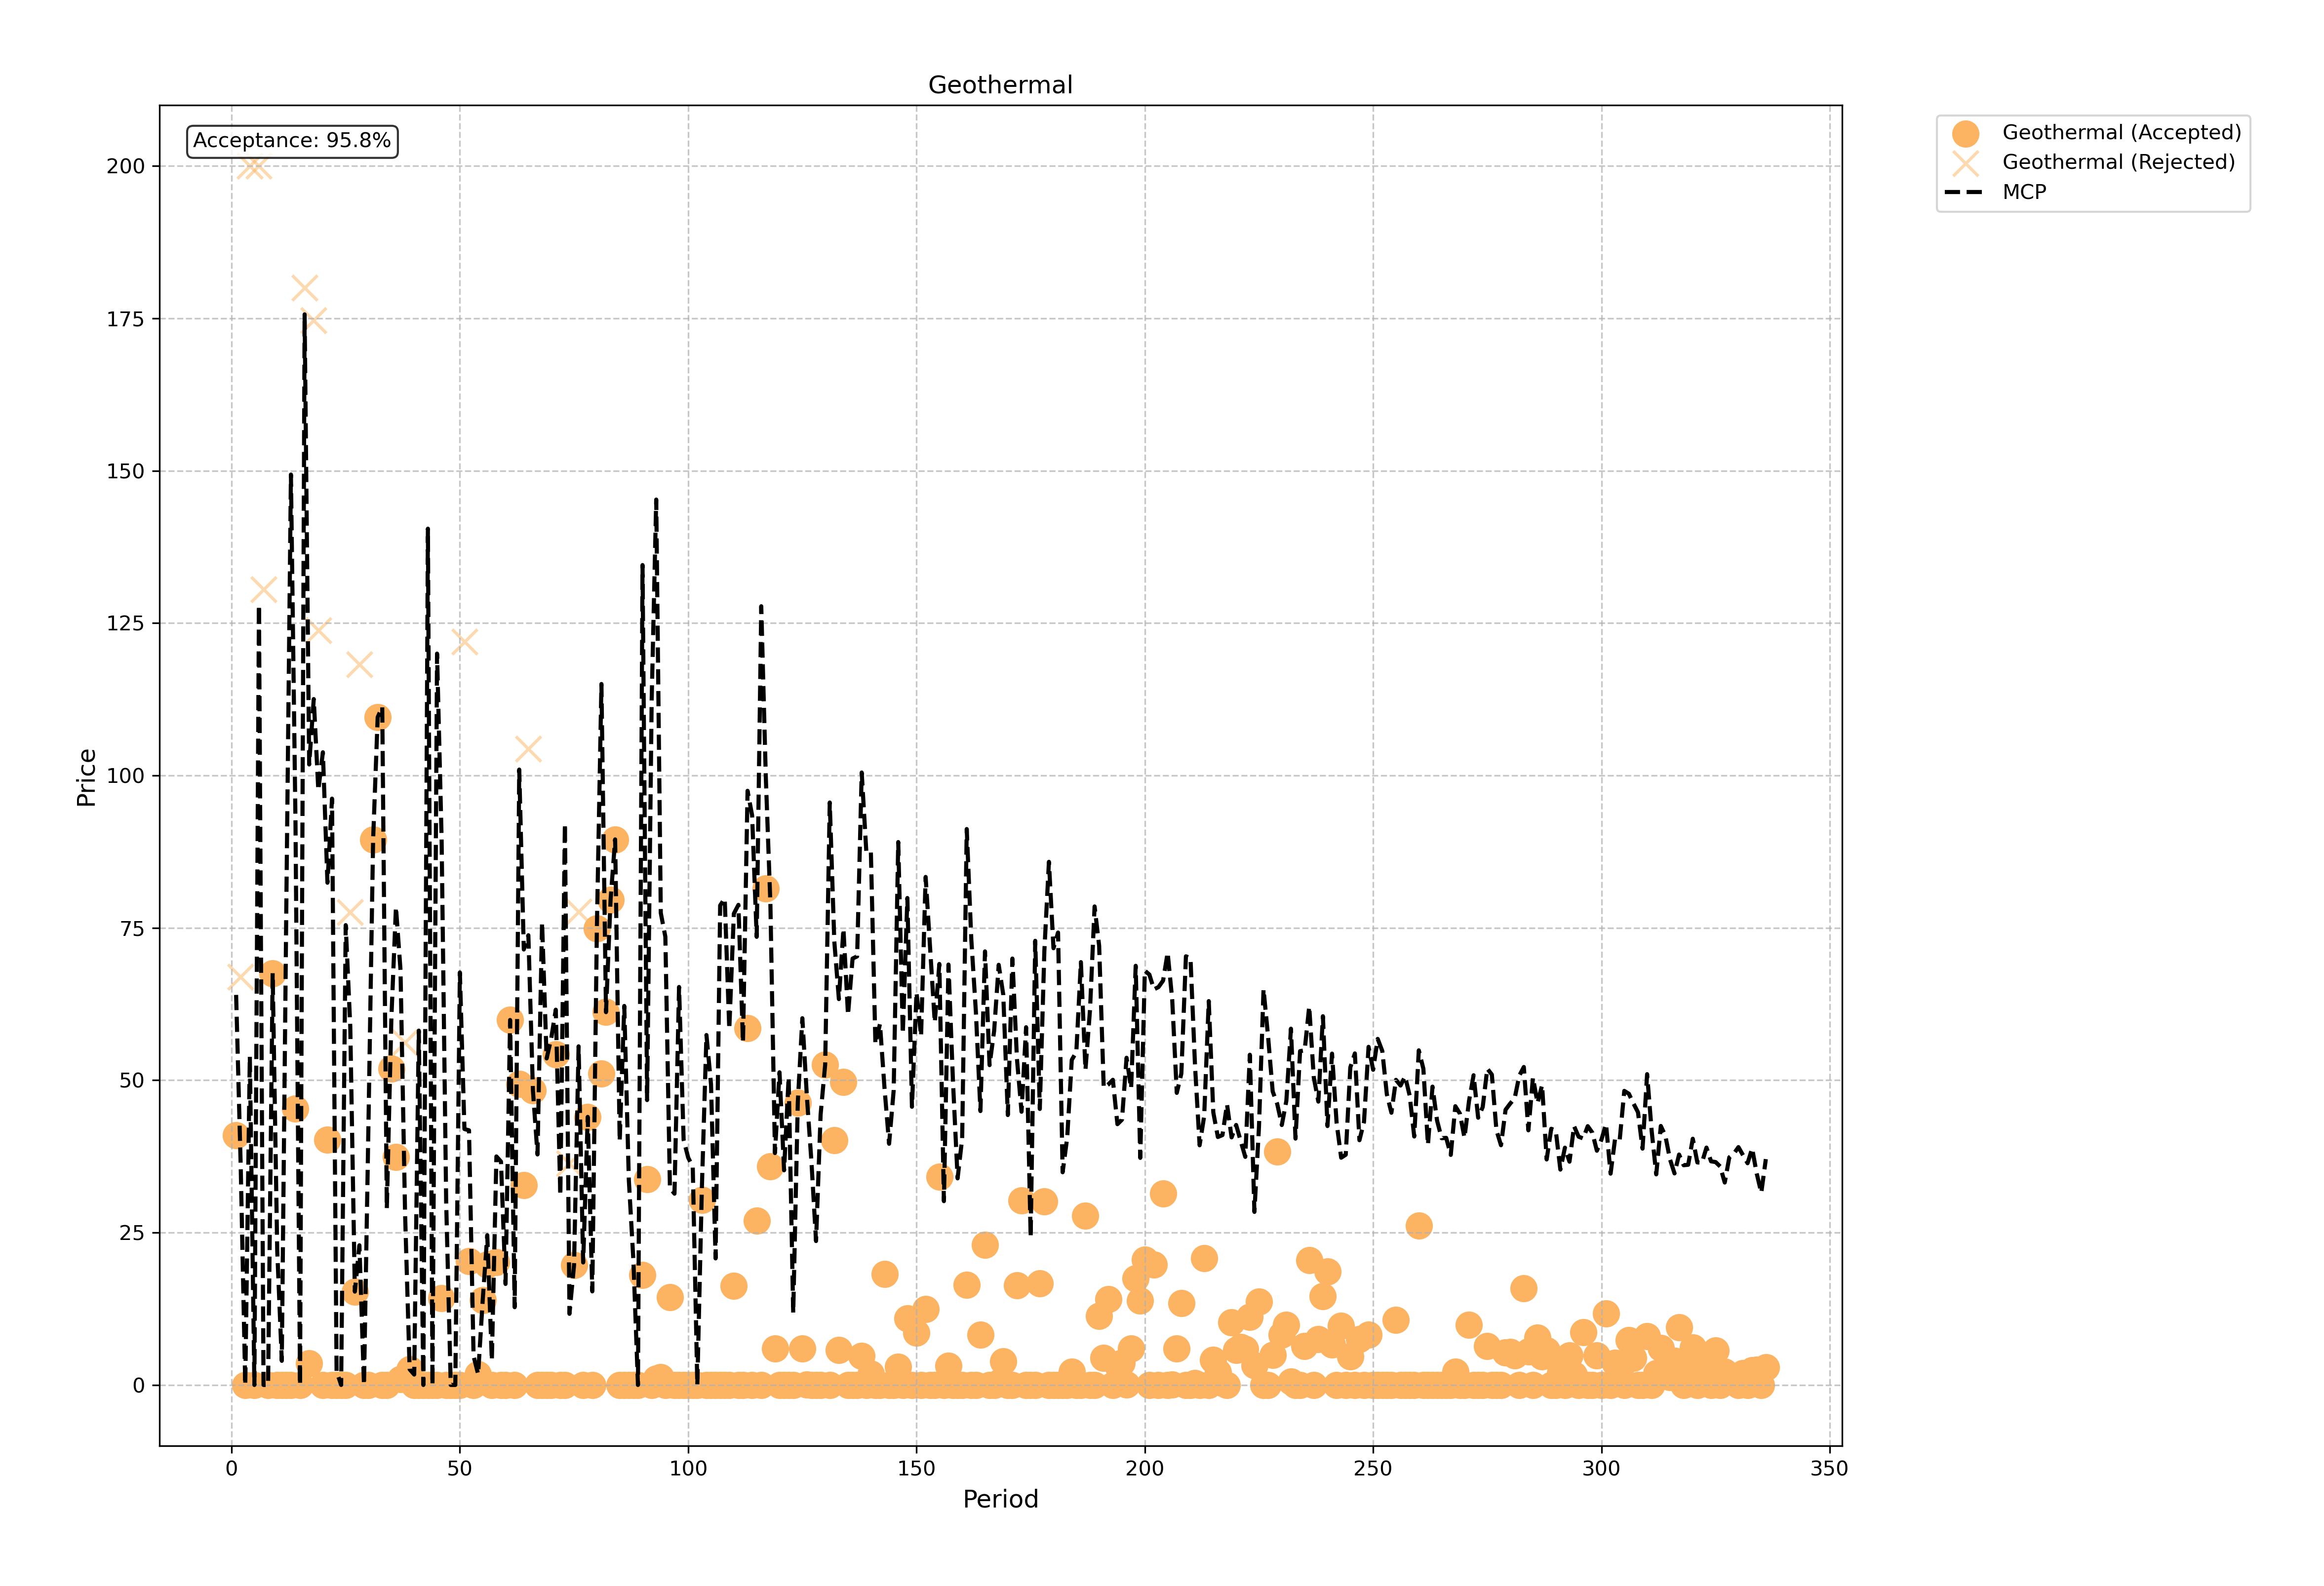 Geothermal
Acceptance: 95.8%
Geothermal (Accepted)
Geothermal (Rejected)
MCP
200
175
150
125
100
75
50
25
0
Price
0 50 100 150 200 250 300 350
Period